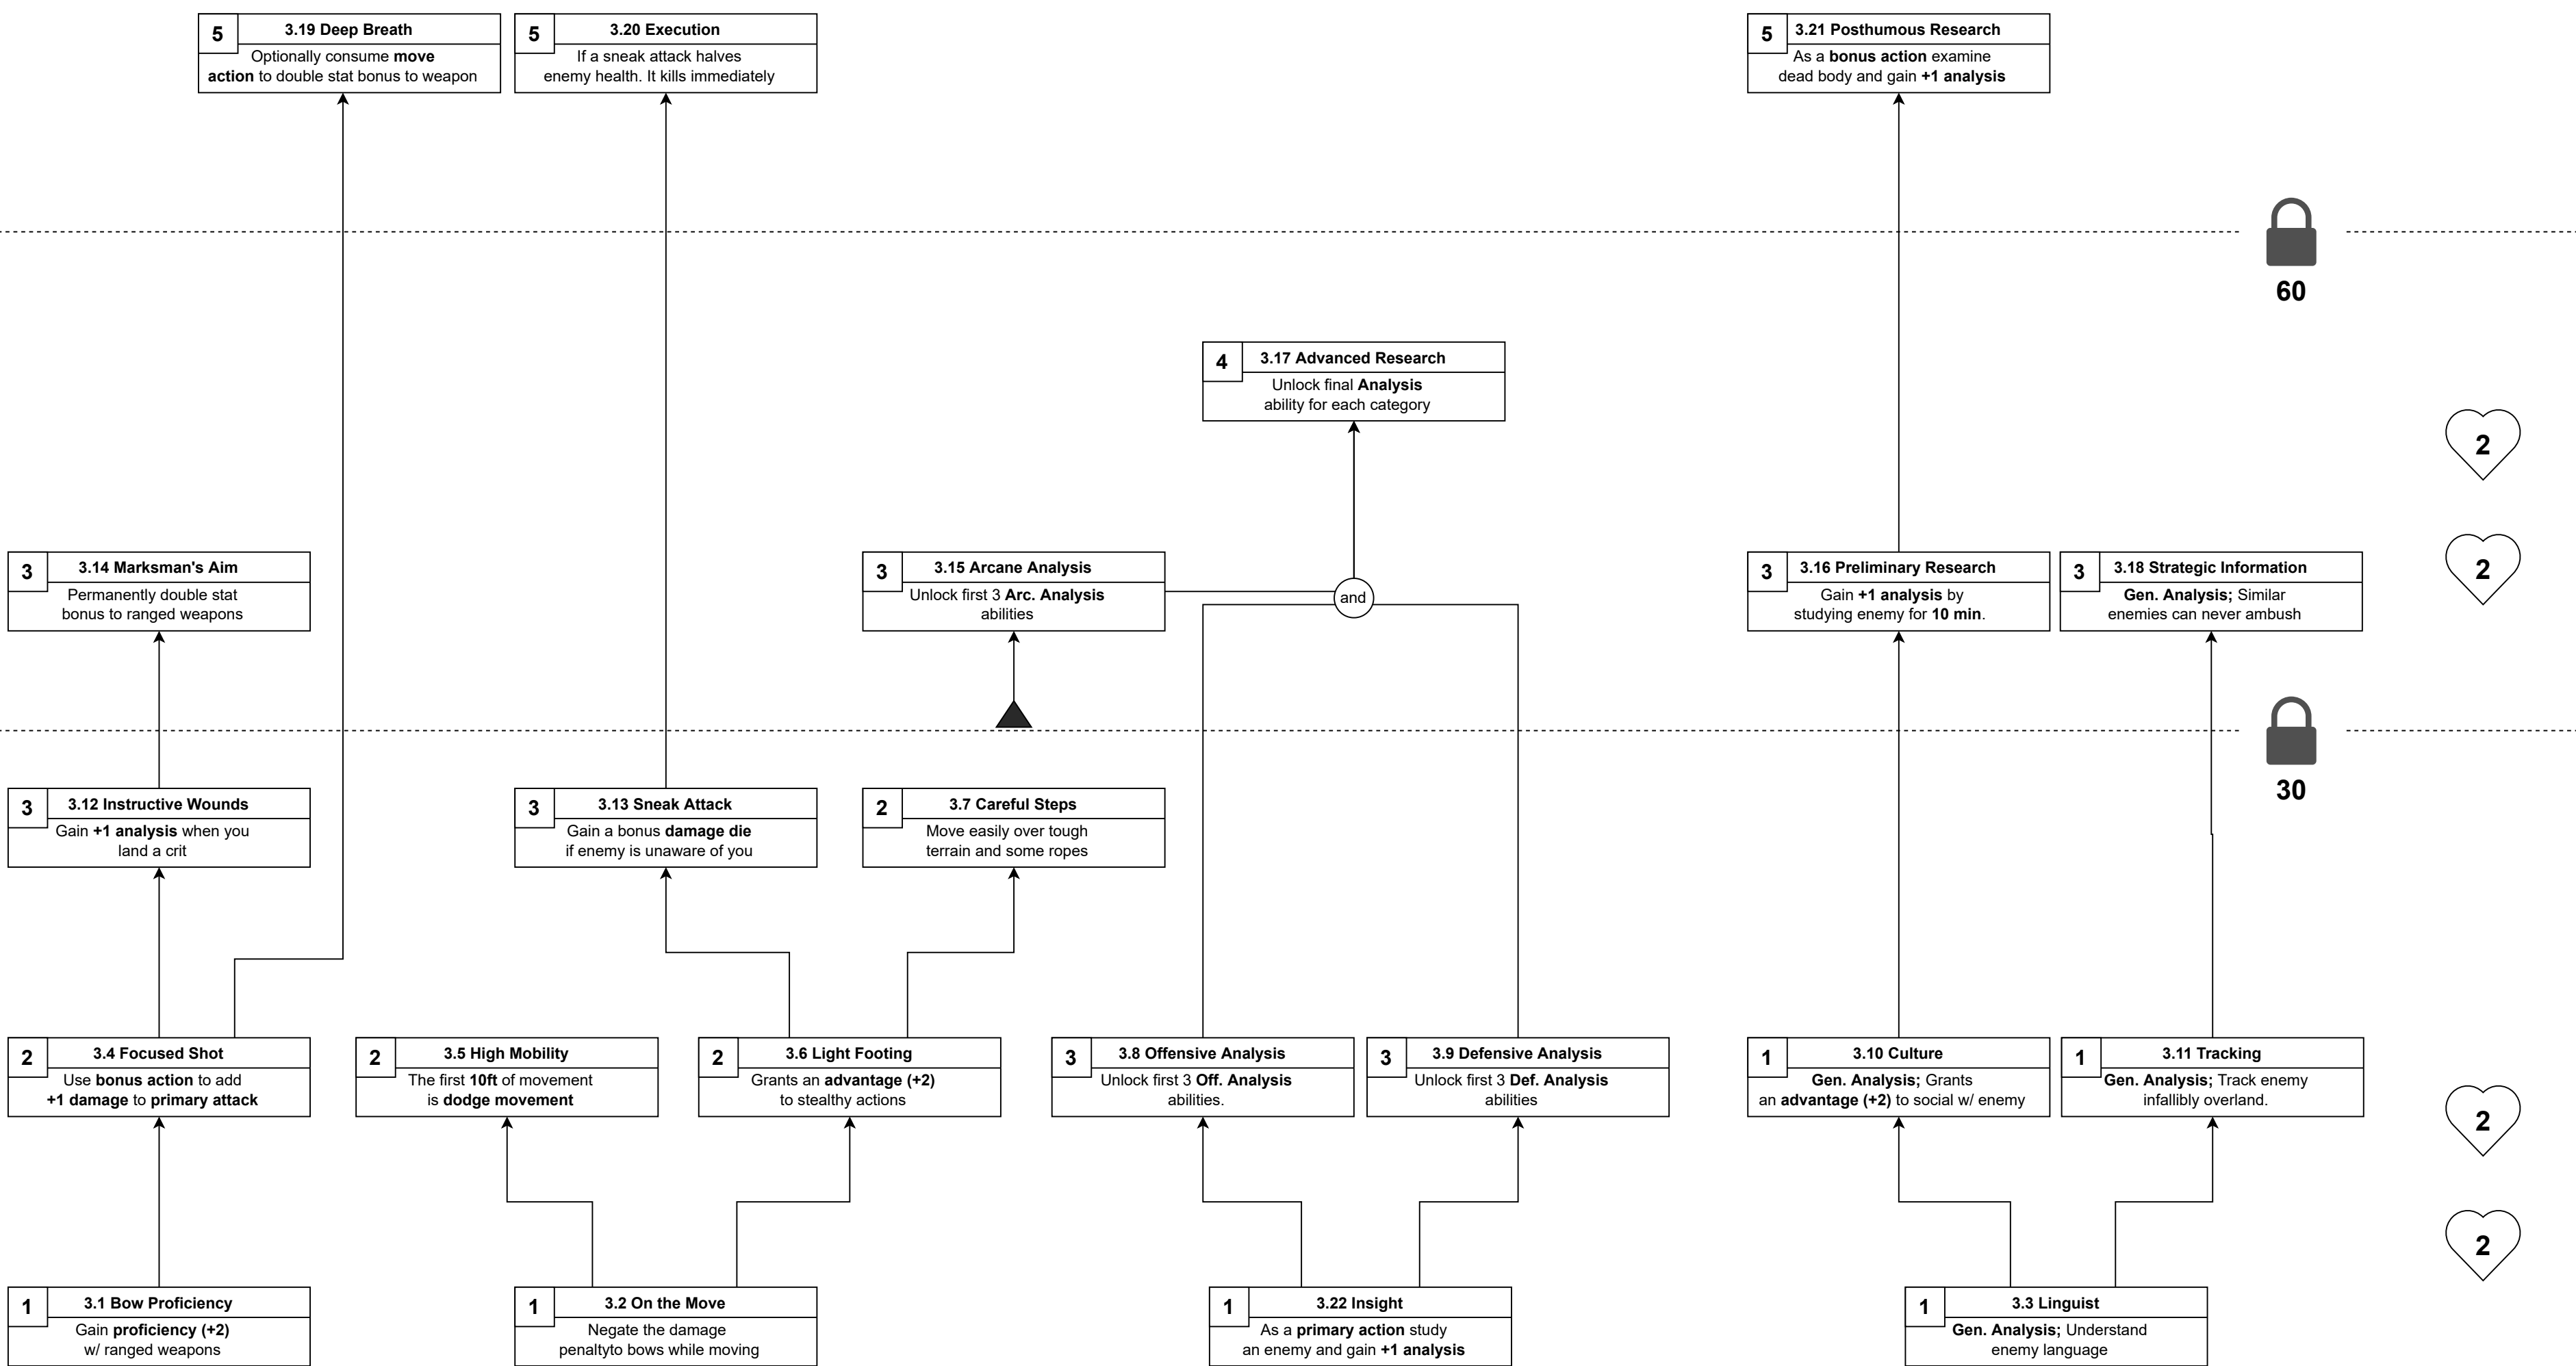 5
3.19 Deep Breath
Optionally consume move
action to double stat bonus to weapon
5
3.20 Execution
If a sneak attack halves
enemy health. It kills immediately
5
3.21 Posthumous Research
As a bonus action examine
dead body and gain +1 analysis
60
4
3.17 Advanced Research
Unlock final Analysis
ability for each category
2
3
3.14 Marksman's Aim
Permanently double stat
bonus to ranged weapons
3
3.15 Arcane Analysis
Unlock first 3 Arc. Analysis
abilities
and
3
3.16 Preliminary Research
Gain +1 analysis by
studying enemy for 10 min.
3
3.18 Strategic Information
Gen. Analysis; Similar
enemies can never ambush
2
30
3
3.12 Instructive Wounds
Gain +1 analysis when you
land a crit
3
3.13 Sneak Attack
Gain a bonus damage die
if enemy is unaware of you
2
3.7 Careful Steps
Move easily over tough
terrain and some ropes
2
3.4 Focused Shot
Use bonus action to add
+1 damage to primary attack
2
3.5 High Mobility
The first 10ft of movement
is dodge movement
2
3.6 Light Footing
Grants an advantage (+2)
to stealthy actions
3
3.8 Offensive Analysis
Unlock first 3 Off. Analysis
abilities.
3
3.9 Defensive Analysis
Unlock first 3 Def. Analysis
abilities
1
3.10 Culture
Gen. Analysis; Grants
an advantage (+2) to social w/ enemy
1
3.11 Tracking
Gen. Analysis; Track enemy
infallibly overland.
2
2
1
3.1 Bow Proficiency
Gain proficiency (+2)
w/ ranged weapons
1
3.2 On the Move
Negate the damage
penaltyto bows while moving
1
3.22 Insight
As a primary action study
an enemy and gain +1 analysis
1
3.3 Linguist
Gen. Analysis; Understand
enemy language